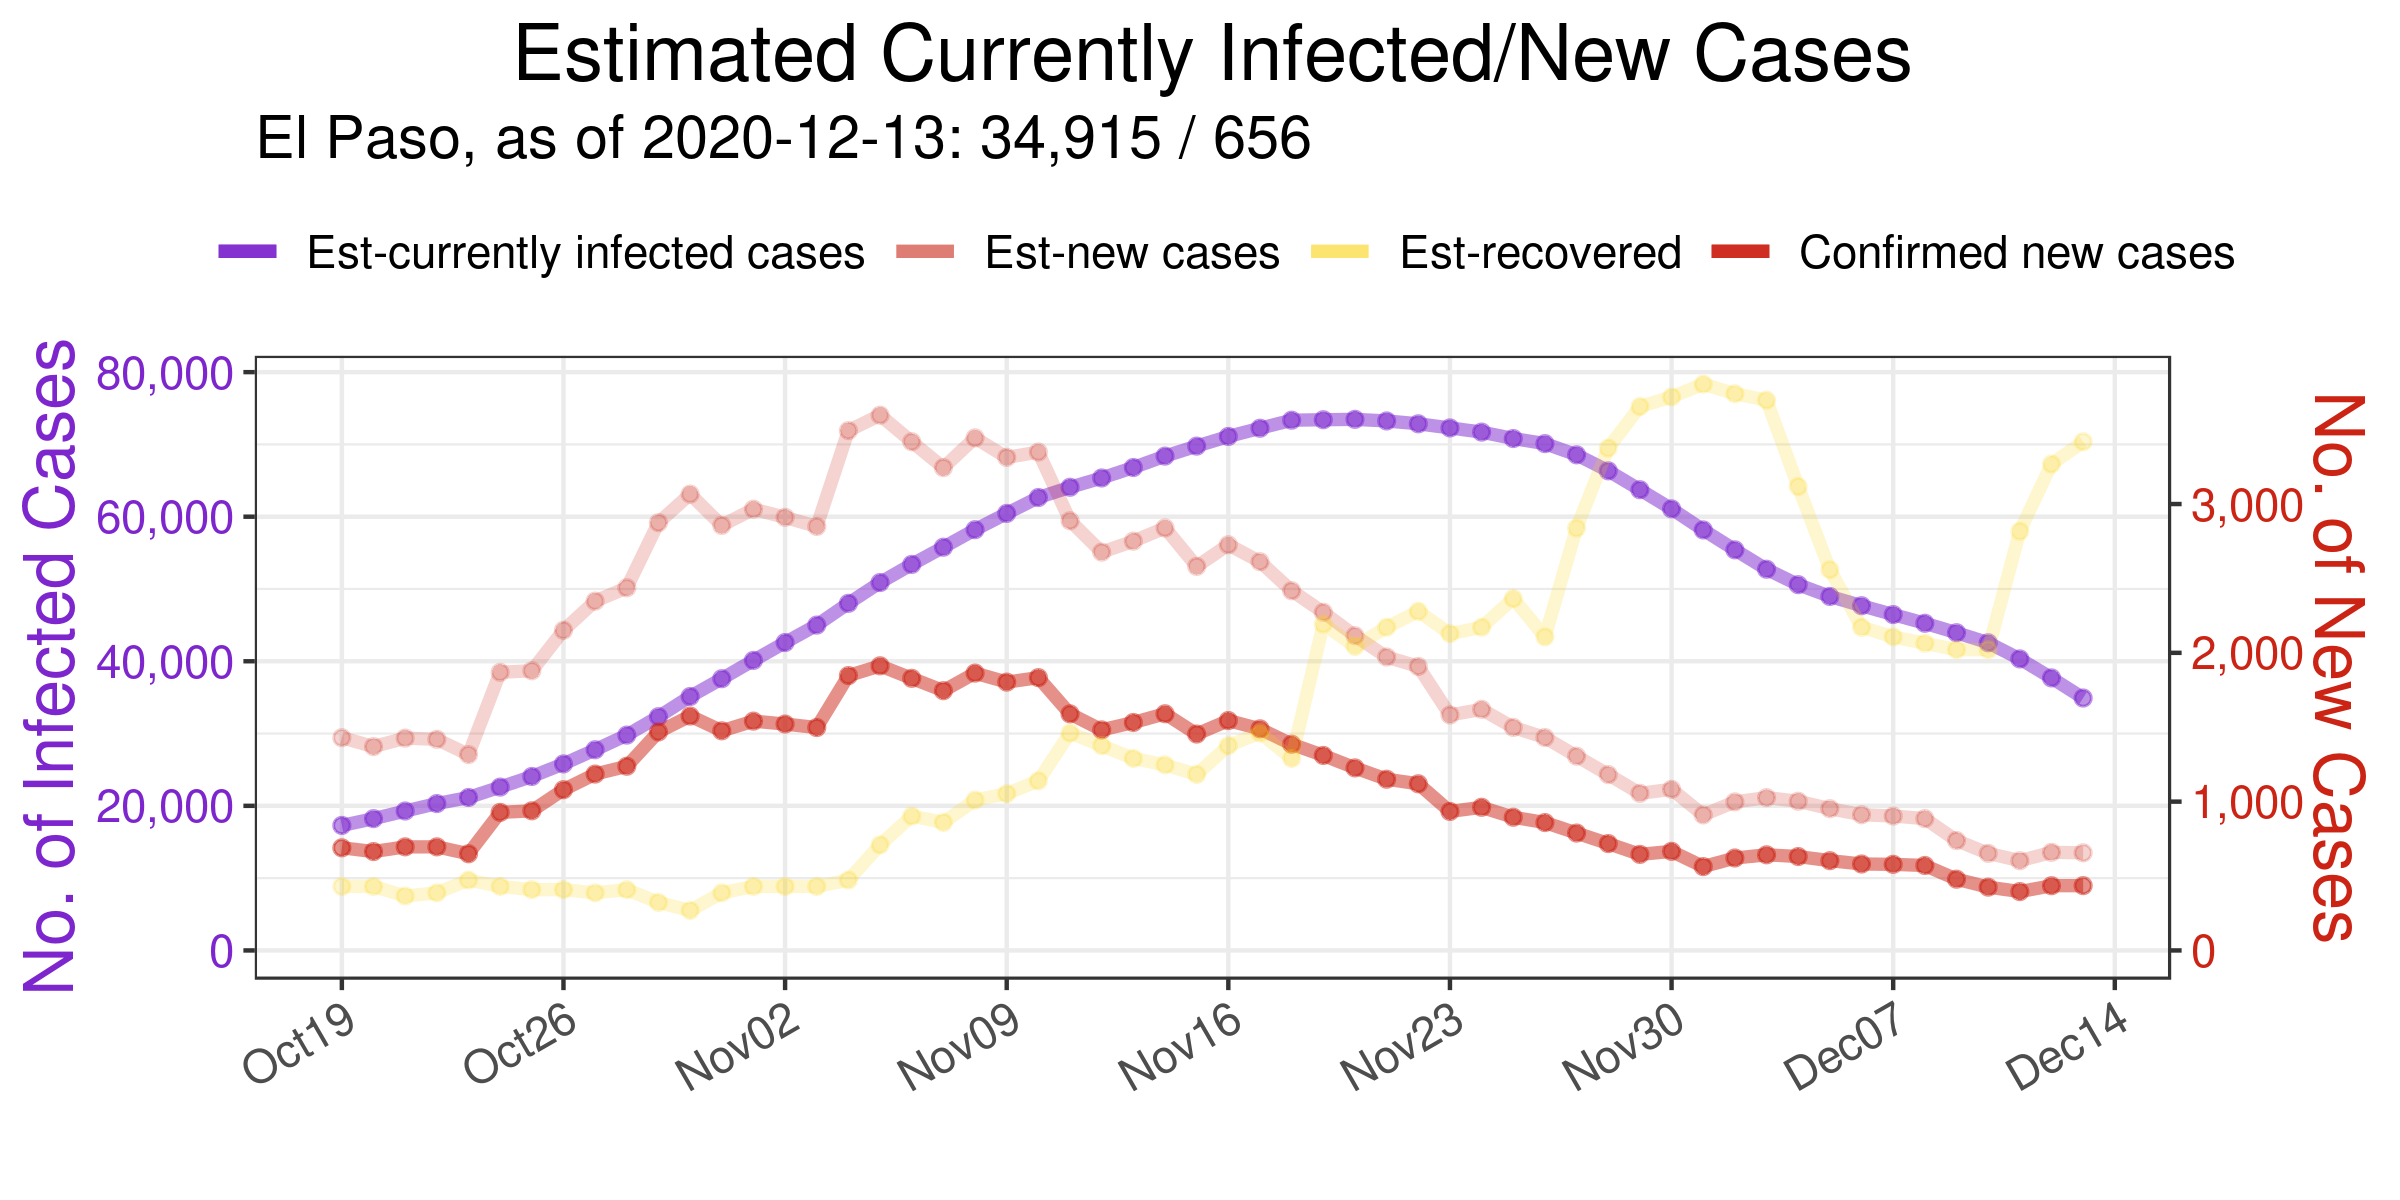 Estimated Currently Infected/New Cases
El Paso, as of 2020-12-13: 34,915 / 656
Est-currently infected cases Est-new cases Est-recovered Confirmed new cases
No. of Infected Cases
80,000
60,000
40,000
20,000
0
3,000
2,000
1,000
0
No. of New Cases
Oct19 Oct26 Nov02 Nov09 Nov16 Nov23 Nov30 Dec07 Dec14